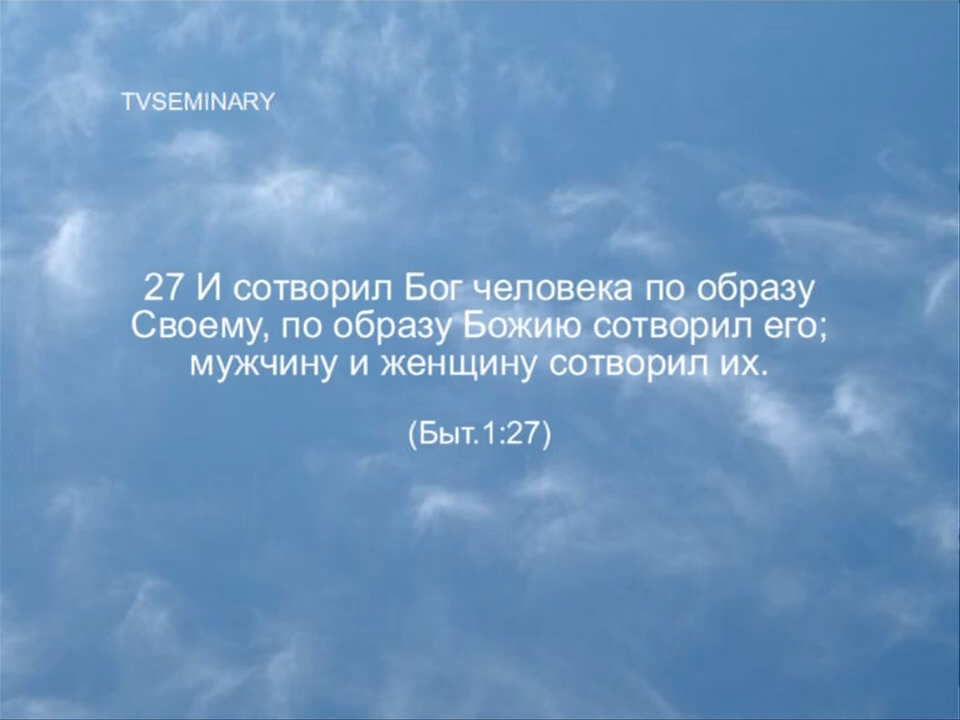 TVSEMINARY
27 И сотворил Бог человека по образу
Своему, по образу Божию сотворил его;
мужчину и женщину сотворил их.
(Быт.1:27)